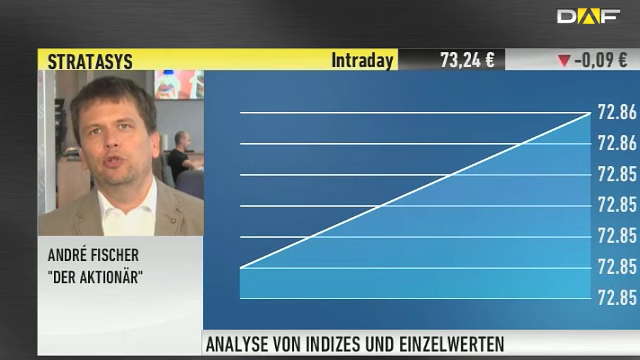 DAF
STRATASYS Intraday 73,24 € -0,09 €
72.86
72.86
72.85
72.85
72.85
72.85
72.85
ANDRÉ FISCHER
"DER AKTIONÄR"
ANALYSE VON INDIZES UND EINZELWERTEN